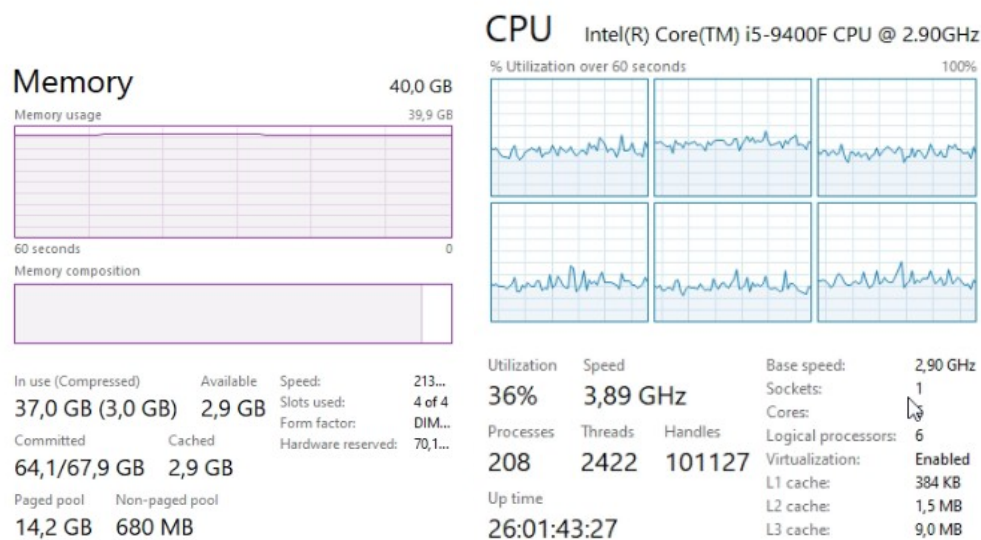 Memory 40,0 GB
Memory usage 39,9 GB
60 seconds 0
Memory composition
In use (Compressed) Available
37,0 GB (3,0 GB) 2,9 GB
Committed Cached
64,1/67,9 GB 2,9 GB
Paged pool Non-paged pool
14,2 GB 680 MB
Speed: 213...
Slots used: 4 of 4
Form factor: DIM...
Hardware reserved: 70,1...
CPU Intel(R) Core(TM) i5-9400F CPU @ 2.90GHz
% Utilization over 60 seconds 100%
Utilization Speed
36% 3,89 GHz
Processes Threads Handles
208 2422 101127
Up time
26:01:43:27
Base speed: 2,90 GHz
Sockets: 1
Cores:
Logical processors: 6
Virtualization: Enabled
L1 cache: 384 KB
L2 cache: 1,5 MB
L3 cache: 9,0 MB